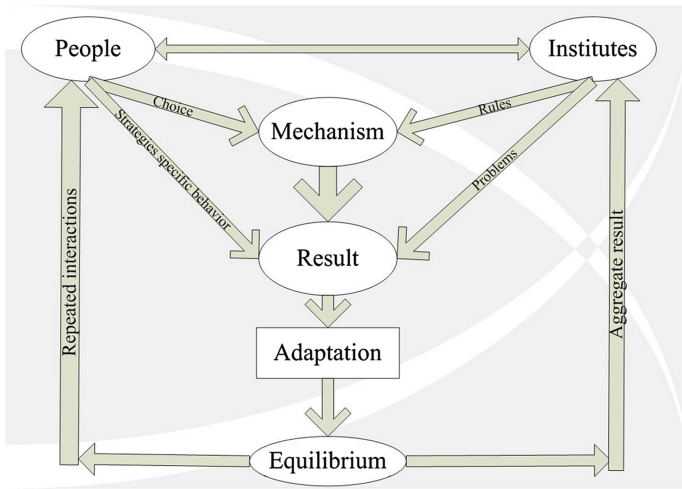 People
Institutes
Choice
Rules
Mechanism
Strategies specific behavior
Problems
Result
Repeated interactions
Aggregate result
Adaptation
Equilibrium